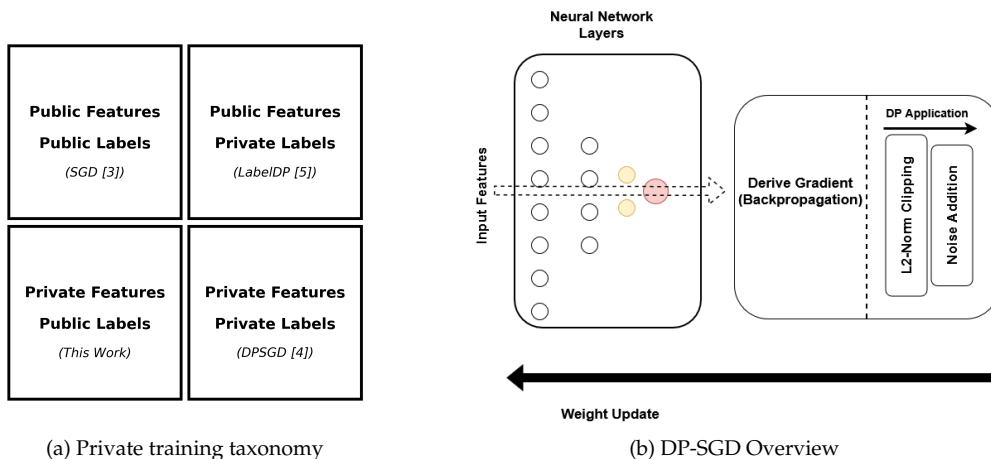 Public Features
Public Labels
(SGD [3])
Public Features
Private Labels
(LabelDP [5])
Private Features
Public Labels
(This Work)
Private Features
Private Labels
(DPSGD [4])
(a) Private training taxonomy
Neural Network
Layers
Input Features
Derive Gradient
(Backpropagation)
DP Application
L2-Norm Clipping
Noise Addition
Weight Update
(b) DP-SGD Overview